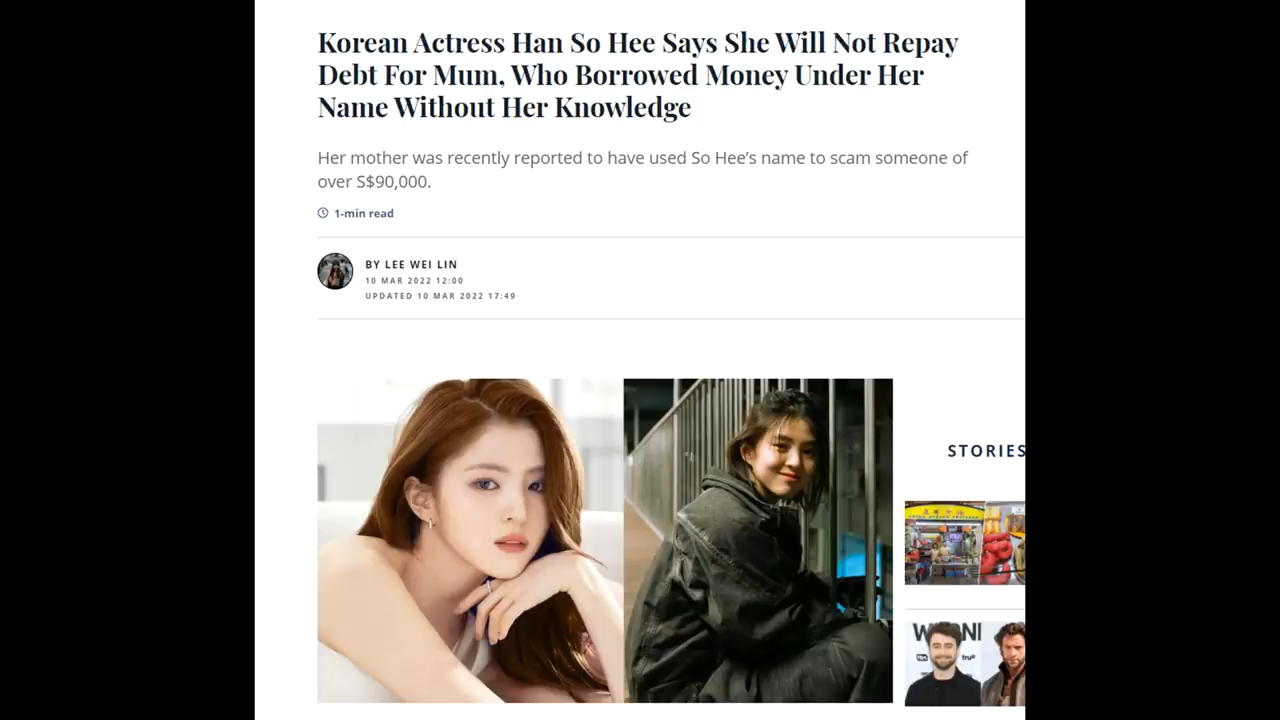 Korean Actress Han So Hee Says She Will Not Repay
Debt For Mum, Who Borrowed Money Under Her
Name Without Her Knowledge
Her mother was recently reported to have used So Hee’s name to scam someone of
over S$90,000.
1-min read
BY LEE WEI LIN
10 MAR 2022 12:00
UPDATED 10 MAR 2022 17:49
STORIES